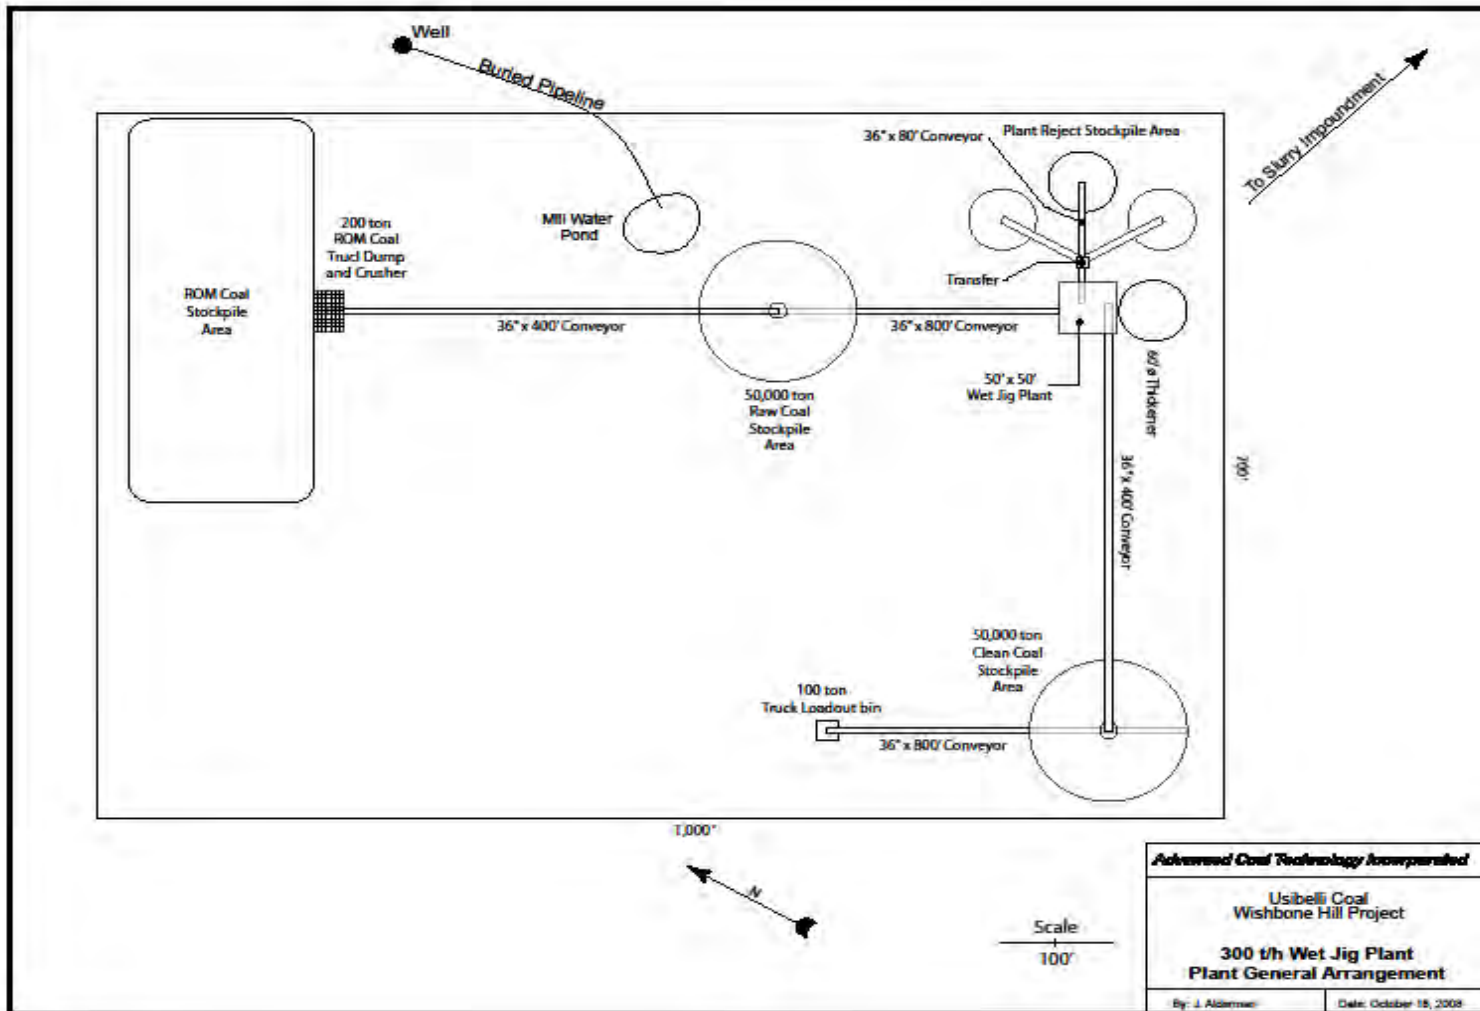 Well
Buried Pipeline
To Slurry Impoundment
36" x 80' Conveyor
Plant Reject Stockpile Area
200 ton
ROM Coal
Trucl Dump
and Crusher
Mill Water
Pond
Transfer
ROM Coal
Stockpile
Area
36" x 400' Conveyor
36" x 800' Conveyor
50' x 50'
Wet Jig Plant
60' ø Thickener
50,000 ton
Raw Coal
Stockpile
Area
36" x 400' Conveyor
700'
50,000 ton
Clean Coal
Stockpile
Area
100 ton
Truck Loadout bin
36" x 800' Conveyor
1,000'
N
Scale
100'
Advanced Coal Technology Incorporated
Usibelli Coal
Wishbone Hill Project
300 t/h Wet Jig Plant
Plant General Arrangement
By: J. Alderman
Date: October 18, 2008